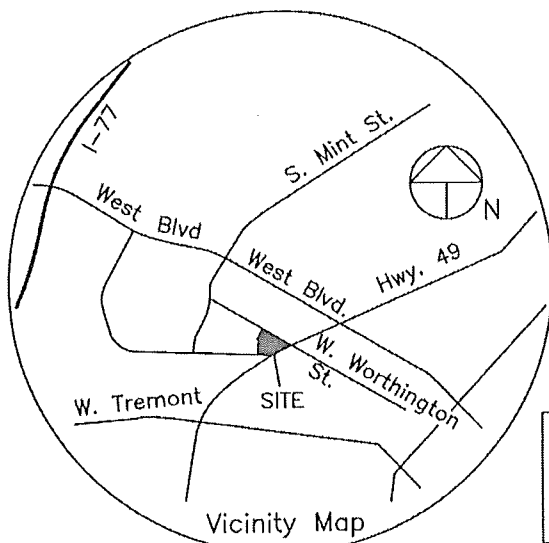 I-77
S. Mint St.
West Blvd
N
West Blvd.
Hwy. 49
W. Worthington
St.
W. Tremont
SITE
Vicinity Map